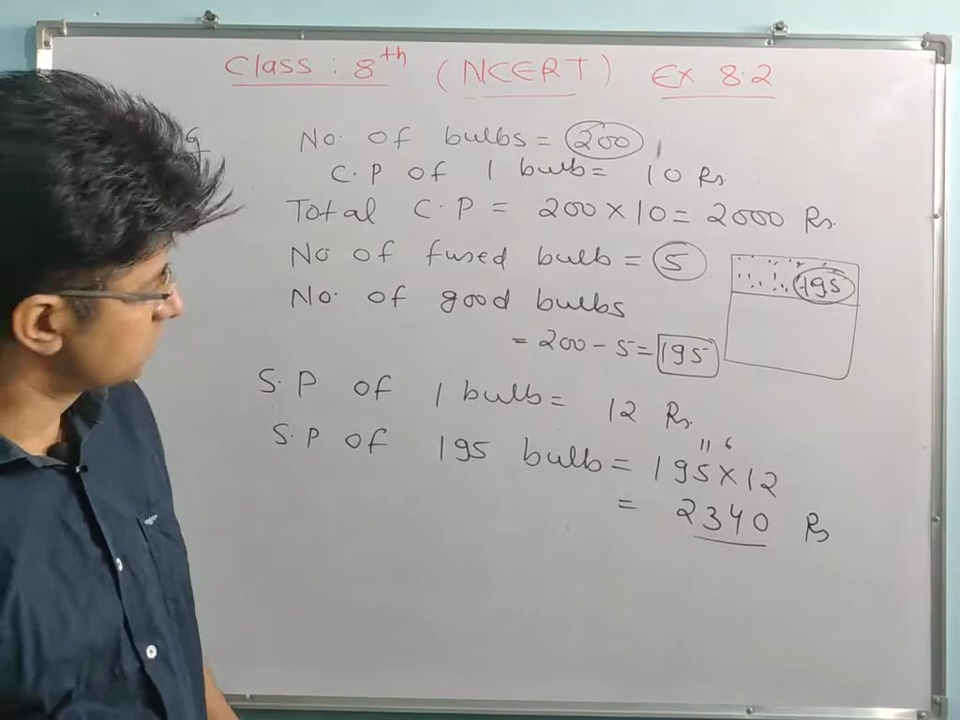 Class : 8th (NCERT) Ex 8.2
No. of bulbs = 200
C.P of 1 bulb = 10 Rs.
Total C.P = 200 × 10 = 2000 Rs.
No of fused bulb = 5
195
No. of good bulbs
= 200 - 5 = 195
S.P of 1 bulb = 12 Rs.
S.P of 195 bulb = 195 × 12
11 6
= 2340 Rs